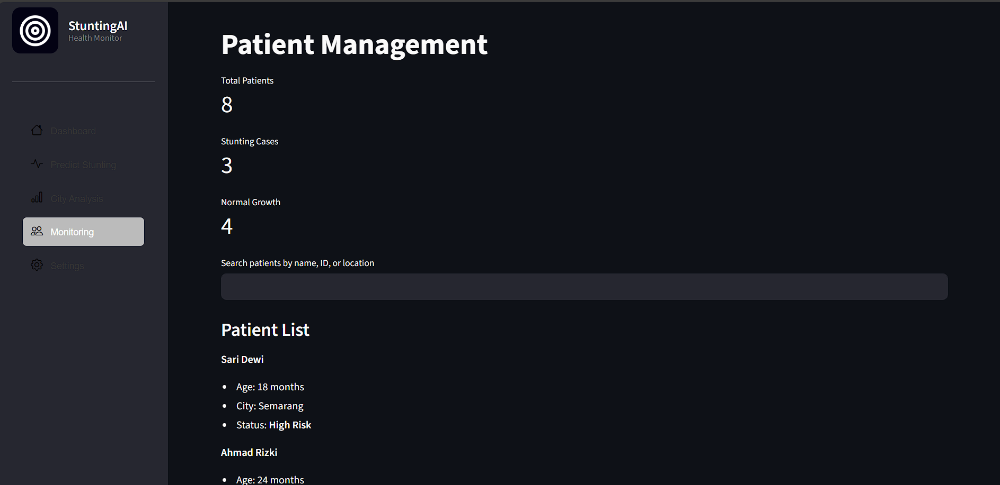 StuntingAI
Health Monitor
Dashboard
Predict Stunting
City Analysis
Monitoring
Settings
Patient Management
Total Patients
8
Stunting Cases
3
Normal Growth
4
Search patients by name, ID, or location
Patient List
Sari Dewi
Age: 18 months
City: Semarang
Status: High Risk
Ahmad Rizki
Age: 24 months